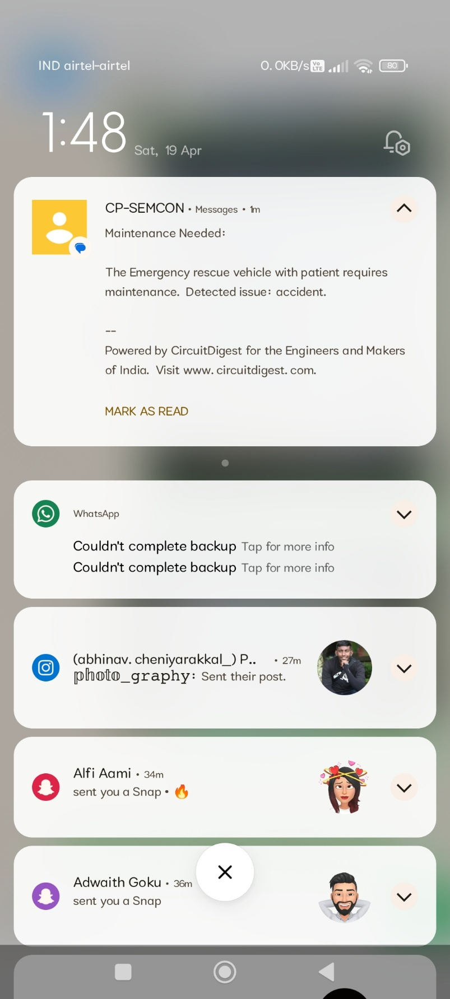 IND airtel-airtel
0.0KB/s Vo LTE 80
1:48 Sat, 19 Apr
CP-SEMCON • Messages • 1m
Maintenance Needed:
The Emergency rescue vehicle with patient requires
maintenance. Detected issue: accident.
--
Powered by CircuitDigest for the Engineers and Makers
of India. Visit www.circuitdigest.com.
MARK AS READ
WhatsApp
Couldn't complete backup Tap for more info
Couldn't complete backup Tap for more info
(abhinav.cheniyarakkal_) P.. • 27m
𝕡𝕙𝕠𝕥𝕠_𝚐𝚛𝚊𝚙𝚑𝚢: Sent their post.
Alfi Aami • 34m
sent you a Snap • 🔥
Adwaith Goku • 36m
sent you a Snap